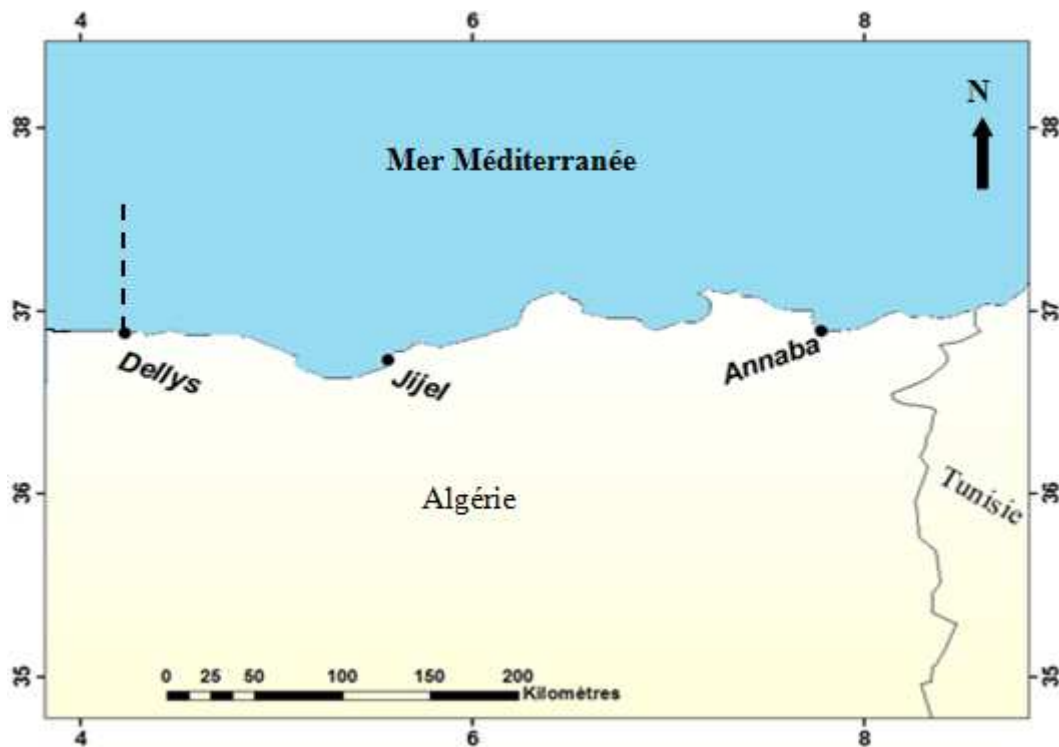 4 6 8
38 38
N
Mer Méditerranée
37 37
Dellys
Jijel
Annaba
36 36
Algérie
Tunisie
35 35
0 25 50 100 150 200
Kilomètres
4 6 8